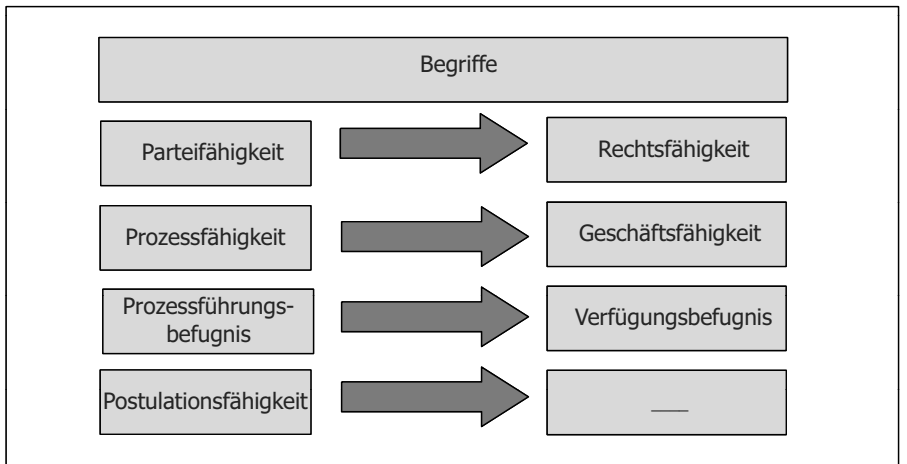 Begriffe
Parteifähigkeit
Rechtsfähigkeit
Prozessfähigkeit
Geschäftsfähigkeit
Prozessführungs-
befugnis
Verfügungsbefugnis
Postulationsfähigkeit
___